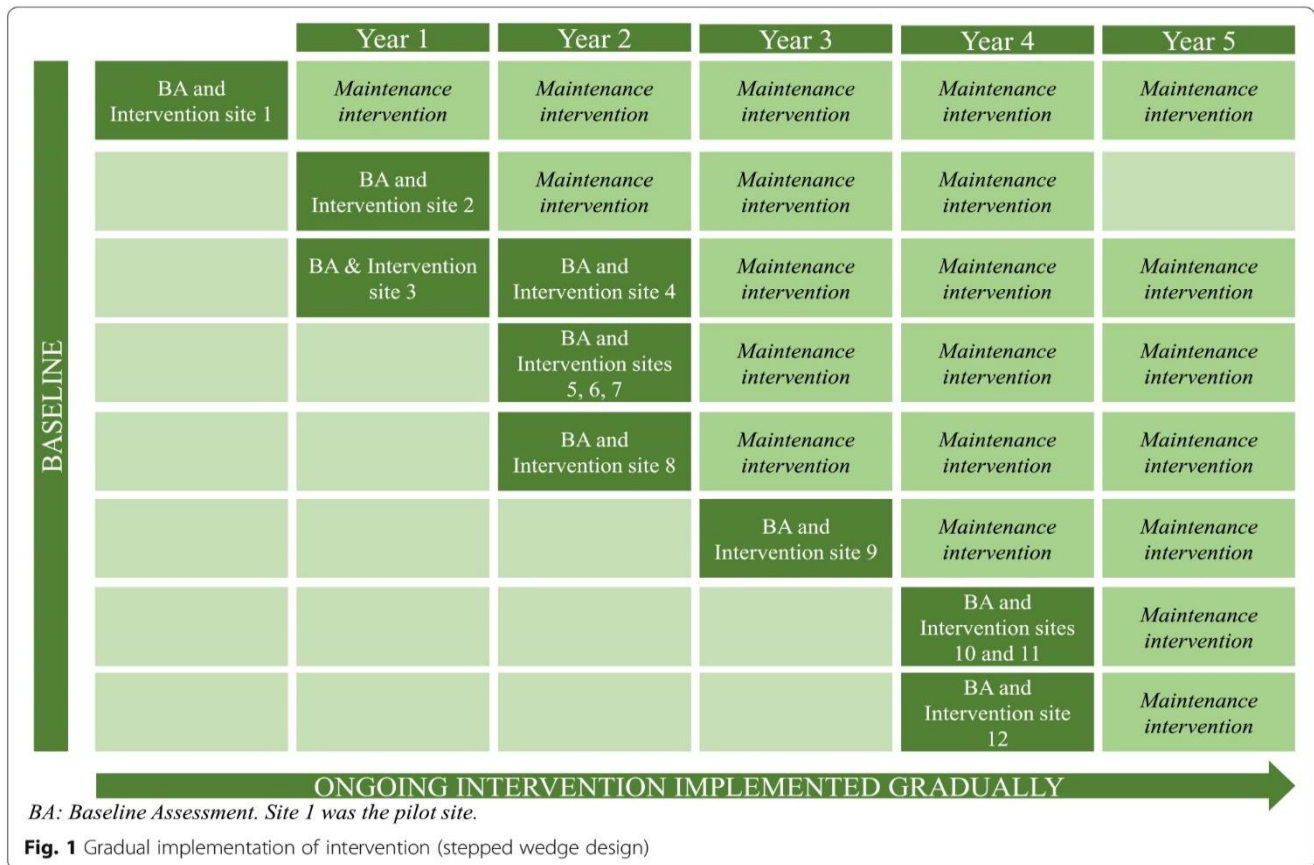 Year 1 Year 2 Year 3 Year 4 Year 5
BASELINE
BA and
Intervention site 1
Maintenance
intervention
Maintenance
intervention
Maintenance
intervention
Maintenance
intervention
Maintenance
intervention
BA and
Intervention site 2
Maintenance
intervention
Maintenance
intervention
Maintenance
intervention
BA & Intervention
site 3
BA and
Intervention site 4
Maintenance
intervention
Maintenance
intervention
Maintenance
intervention
BA and
Intervention sites
5, 6, 7
Maintenance
intervention
Maintenance
intervention
Maintenance
intervention
BA and
Intervention site 8
Maintenance
intervention
Maintenance
intervention
Maintenance
intervention
BA and
Intervention site 9
Maintenance
intervention
Maintenance
intervention
BA and
Intervention sites
10 and 11
Maintenance
intervention
BA and
Intervention site
12
Maintenance
intervention
ONGOING INTERVENTION IMPLEMENTED GRADUALLY
BA: Baseline Assessment. Site 1 was the pilot site.
Fig. 1 Gradual implementation of intervention (stepped wedge design)